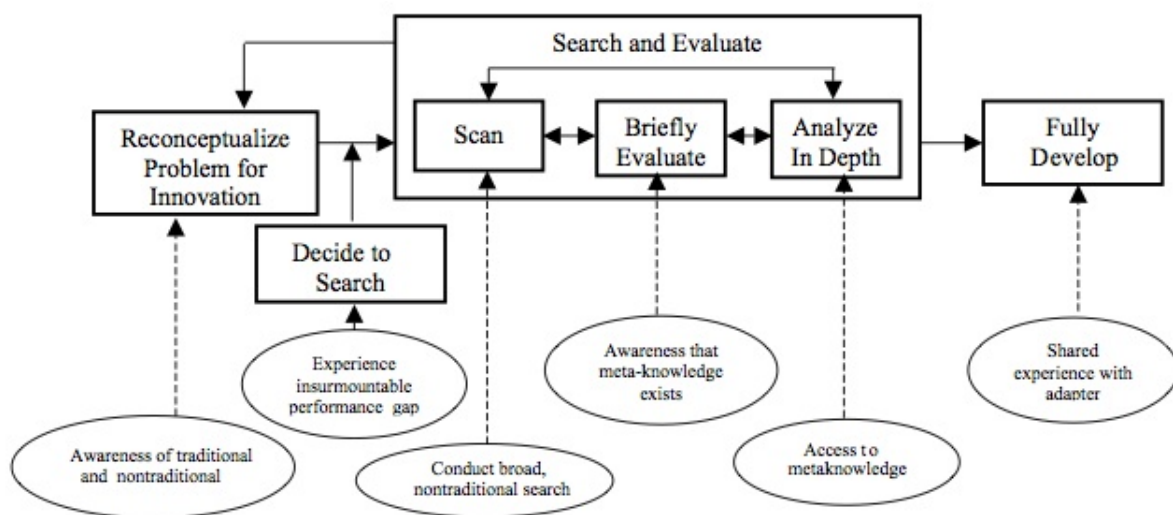 Search and Evaluate
Reconceptualize
Problem for
Innovation
Scan
Briefly
Evaluate
Analyze
In Depth
Fully
Develop
Decide to
Search
Experience
insurmountable
performance gap
Awareness that
meta-knowledge
exists
Shared
experience with
adapter
Awareness of traditional
and nontraditional
Conduct broad,
nontraditional search
Access to
metaknowledge